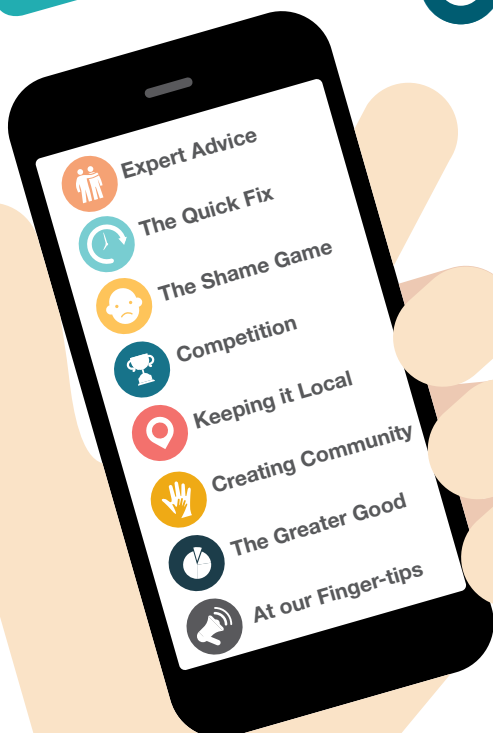 Expert Advice
The Quick Fix
The Shame Game
Competition
Keeping it Local
Creating Community
The Greater Good
At our Finger-tips